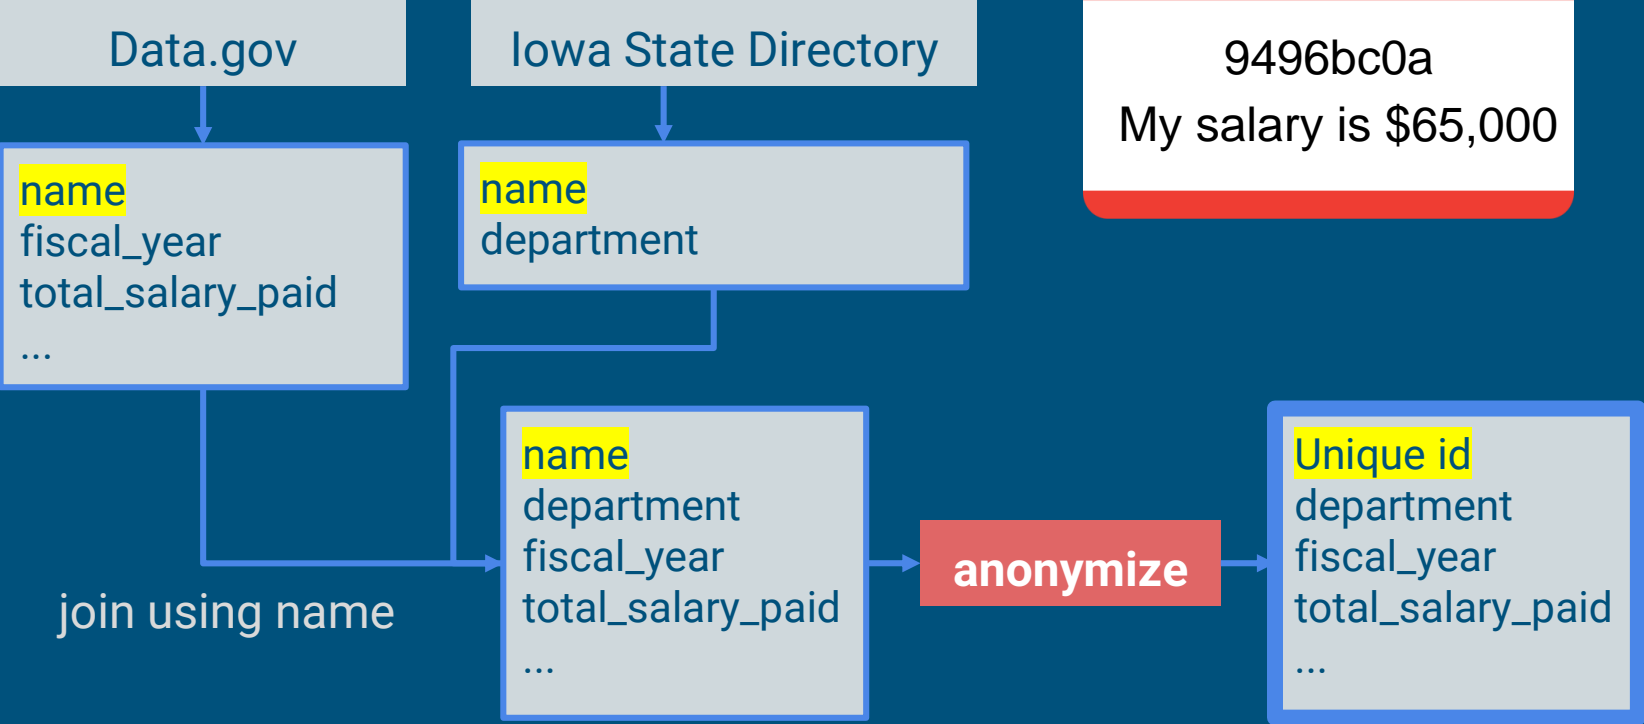 Data.gov
Iowa State Directory
9496bc0a
My salary is $65,000
name
fiscal_year
total_salary_paid
...
name
department
join using name
name
department
fiscal_year
total_salary_paid
...
anonymize
Unique id
department
fiscal_year
total_salary_paid
...